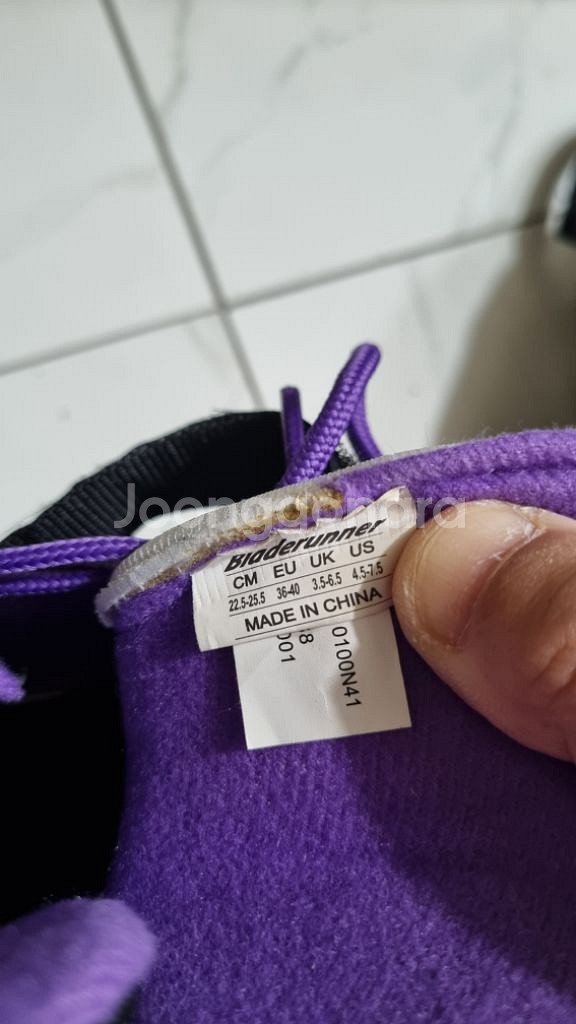 Joonggonara
Bladerunner
CM EU UK US
22.5-25.5 36-40 3.5-6.5 4.5-7.5
MADE IN CHINA
0100N41